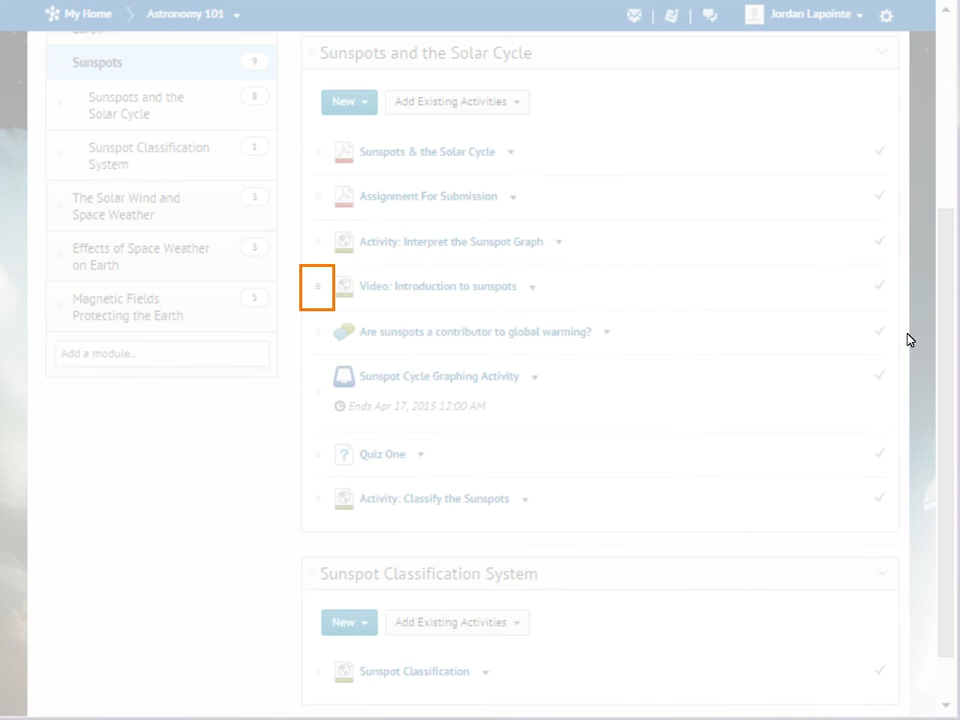 My Home
Astronomy 101
Jordan Lapointe
Earth
Sunspots 9
Sunspots and the
Solar Cycle
8
Sunspot Classification
System
1
The Solar Wind and
Space Weather
3
Effects of Space Weather
on Earth
3
Magnetic Fields
Protecting the Earth
5
Add a module...
Sunspots and the Solar Cycle
New Add Existing Activities
Sunspots & the Solar Cycle
Assignment For Submission
Activity: Interpret the Sunspot Graph
Video: Introduction to sunspots
Are sunspots a contributor to global warming?
Sunspot Cycle Graphing Activity
Ends Apr 17, 2015 12:00 AM
Quiz One
Activity: Classify the Sunspots
Sunspot Classification System
New Add Existing Activities
Sunspot Classification